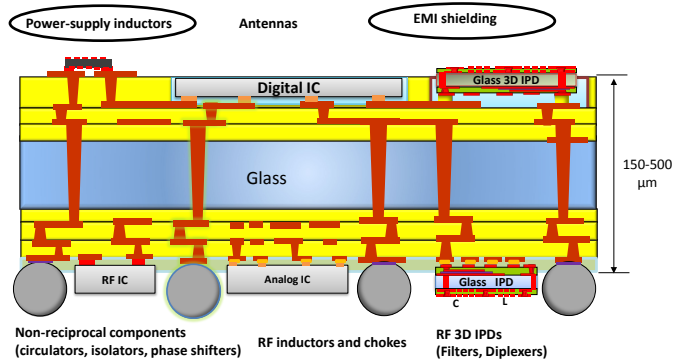 Power-supply inductors
Antennas
EMI shielding
Digital IC
Glass 3D IPD
Glass
150-500
µm
RF IC
Analog IC
Glass IPD
C
L
Non-reciprocal components
(circulators, isolators, phase shifters)
RF inductors and chokes
RF 3D IPDs
(Filters, Diplexers)